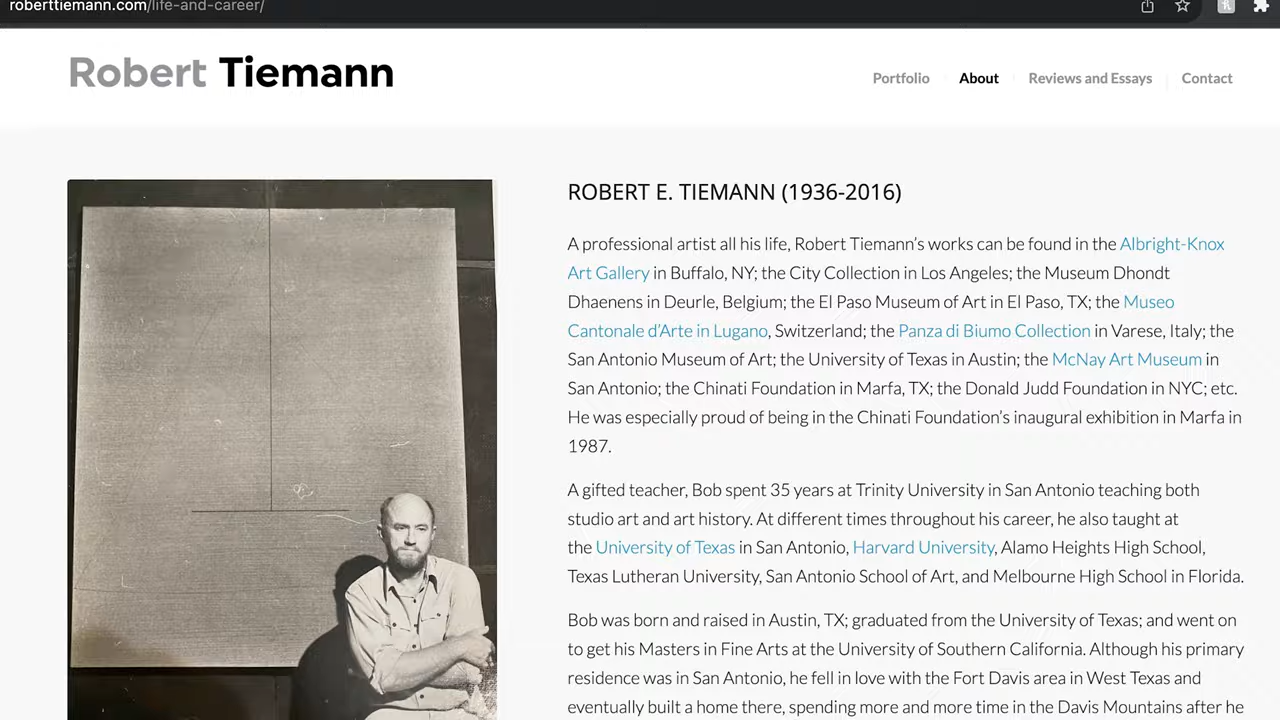 roberttiemann.com/life-and-career/
Robert Tiemann
Portfolio
About
Reviews and Essays
Contact
ROBERT E. TIEMANN (1936-2016)
A professional artist all his life, Robert Tiemann’s works can be found in the Albright-Knox
Art Gallery in Buffalo, NY; the City Collection in Los Angeles; the Museum Dhondt
Dhaenens in Deurle, Belgium; the El Paso Museum of Art in El Paso, TX; the Museo
Cantonale d’Arte in Lugano, Switzerland; the Panza di Biumo Collection in Varese, Italy; the
San Antonio Museum of Art; the University of Texas in Austin; the McNay Art Museum in
San Antonio; the Chinati Foundation in Marfa, TX; the Donald Judd Foundation in NYC; etc.
He was especially proud of being in the Chinati Foundation’s inaugural exhibition in Marfa in
1987.
A gifted teacher, Bob spent 35 years at Trinity University in San Antonio teaching both
studio art and art history. At different times throughout his career, he also taught at
the University of Texas in San Antonio, Harvard University, Alamo Heights High School,
Texas Lutheran University, San Antonio School of Art, and Melbourne High School in Florida.
Bob was born and raised in Austin, TX; graduated from the University of Texas; and went on
to get his Masters in Fine Arts at the University of Southern California. Although his primary
residence was in San Antonio, he fell in love with the Fort Davis area in West Texas and
eventually built a home there, spending more and more time in the Davis Mountains after he